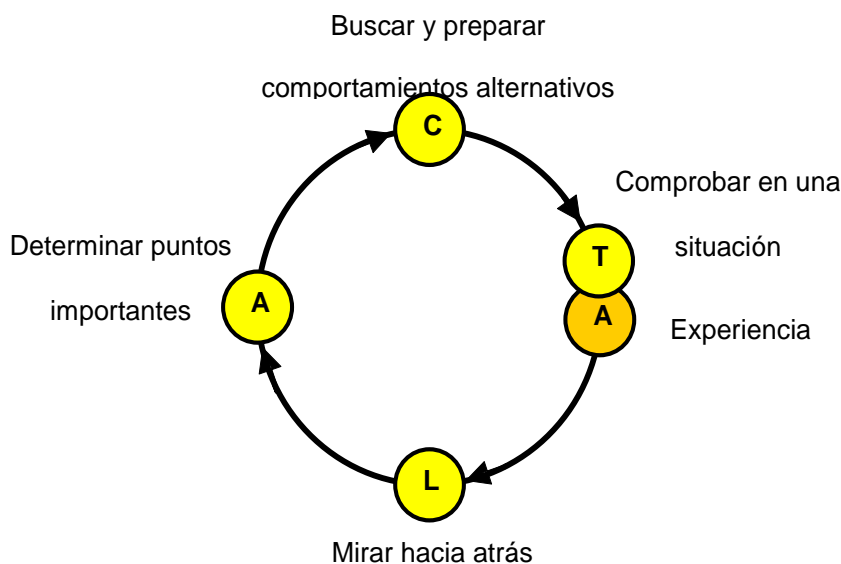 Buscar y preparar
comportamientos alternativos
C
Comprobar en una
situación
T
Determinar puntos
importantes
A
A
Experiencia
L
Mirar hacia atrás